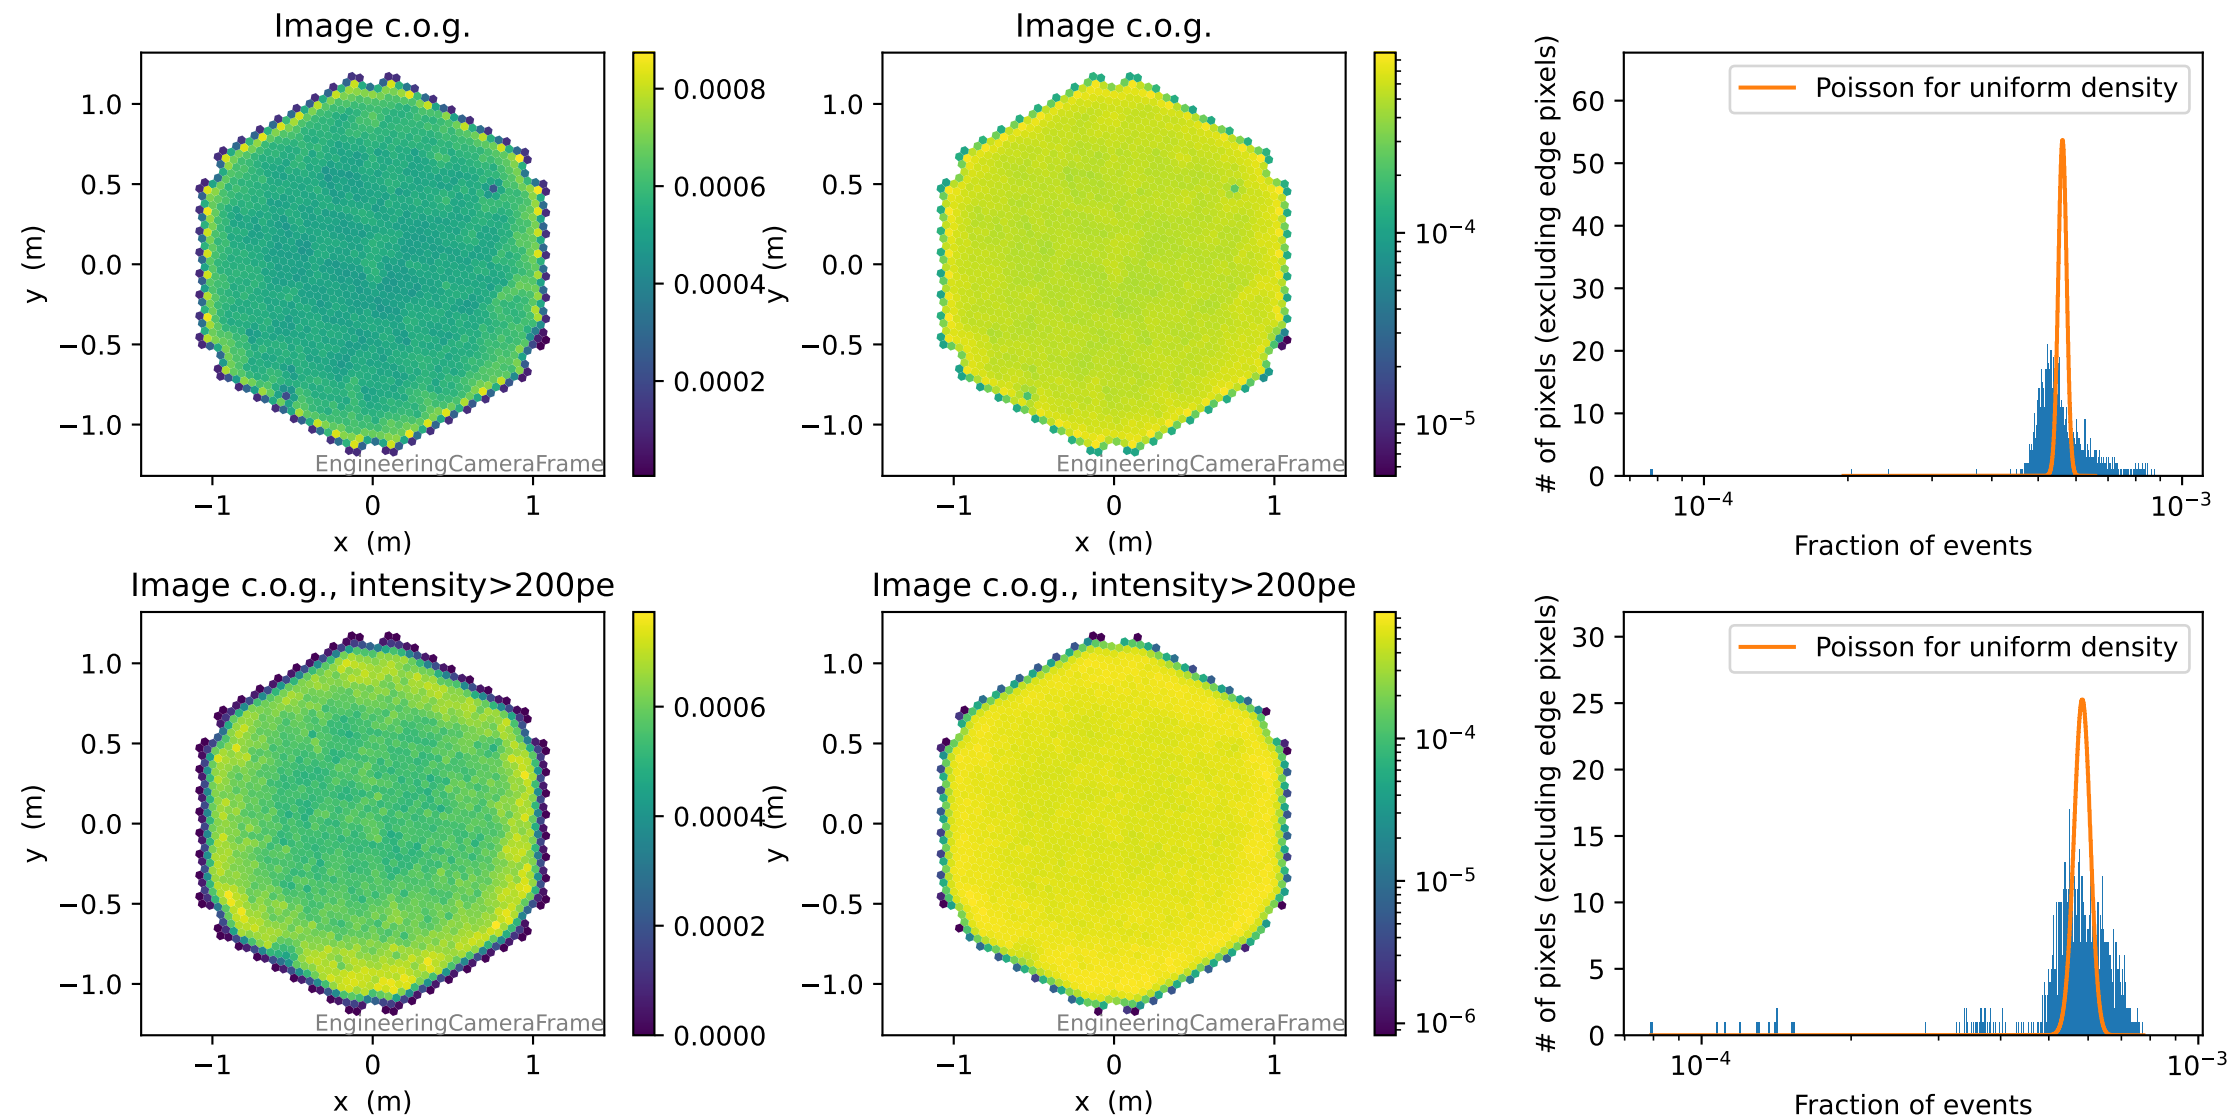 Image c.o.g.
1.0
0.5
0.0
−0.5
−1.0
y (m)
−1
0
1
x (m)
EngineeringCameraFrame
0.0008
0.0006
0.0004
0.0002
Image c.o.g.
1.0
0.5
0.0
−0.5
−1.0
y (m)
−1
0
1
x (m)
EngineeringCameraFrame
10⁻⁴
10⁻⁵
# of pixels (excluding edge pixels)
60
50
40
30
20
10
0
Poisson for uniform density
10⁻⁴
10⁻³
Fraction of events
Image c.o.g., intensity>200pe
1.0
0.5
0.0
−0.5
−1.0
y (m)
−1
0
1
x (m)
EngineeringCameraFrame
0.0006
0.0004
0.0002
0.0000
Image c.o.g., intensity>200pe
1.0
0.5
0.0
−0.5
−1.0
y (m)
−1
0
1
x (m)
EngineeringCameraFrame
10⁻⁴
10⁻⁵
10⁻⁶
# of pixels (excluding edge pixels)
30
25
20
15
10
5
0
Poisson for uniform density
10⁻⁴
10⁻³
Fraction of events